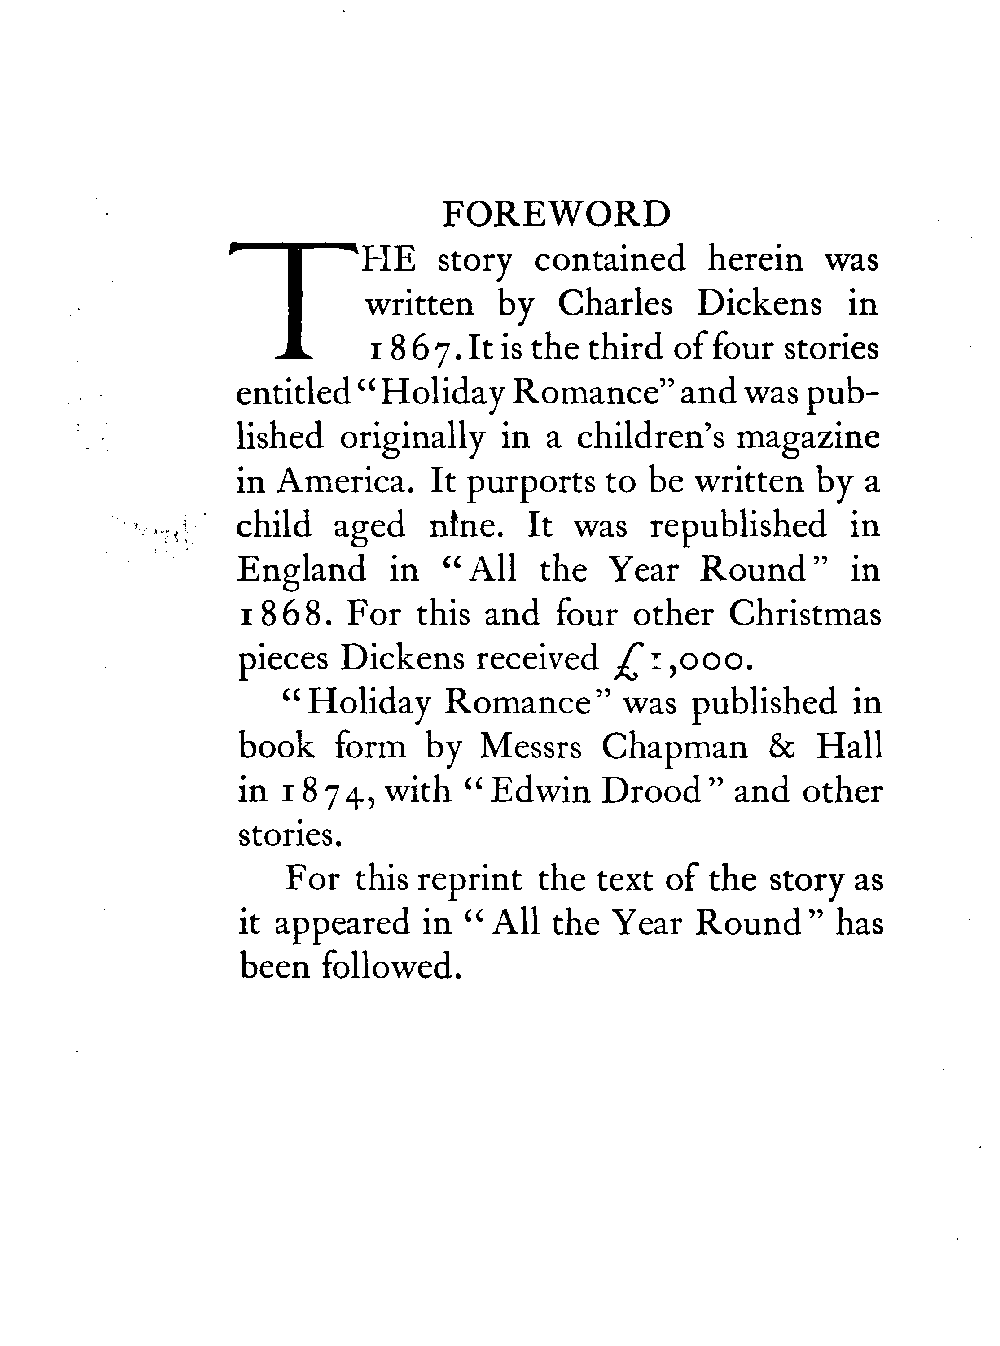 FOREWORD
THE story contained herein was
written by Charles Dickens in
1867. It is the third of four stories
entitled “Holiday Romance” and was pub-
lished originally in a children’s magazine
in America. It purports to be written by a
child aged nine. It was republished in
England in “All the Year Round” in
1868. For this and four other Christmas
pieces Dickens received £1,000.
“Holiday Romance” was published in
book form by Messrs Chapman & Hall
in 1874, with “Edwin Drood” and other
stories.
For this reprint the text of the story as
it appeared in “All the Year Round” has
been followed.